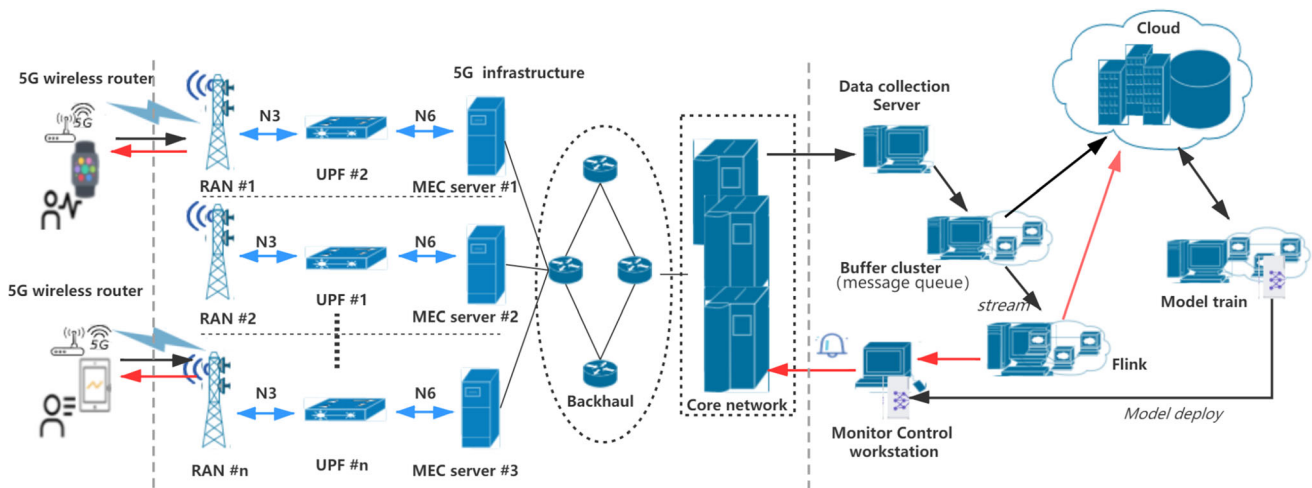 5G wireless router
5G
5G wireless router
5G
5G infrastructure
N3
N6
RAN #1
UPF #2
MEC server #1
N3
N6
RAN #2
UPF #1
MEC server #2
N3
N6
RAN #n
UPF #n
MEC server #3
Backhaul
Core network
Data collection
Server
Cloud
Buffer cluster
(message queue)
stream
Flink
Model train
Model deploy
Monitor Control
workstation